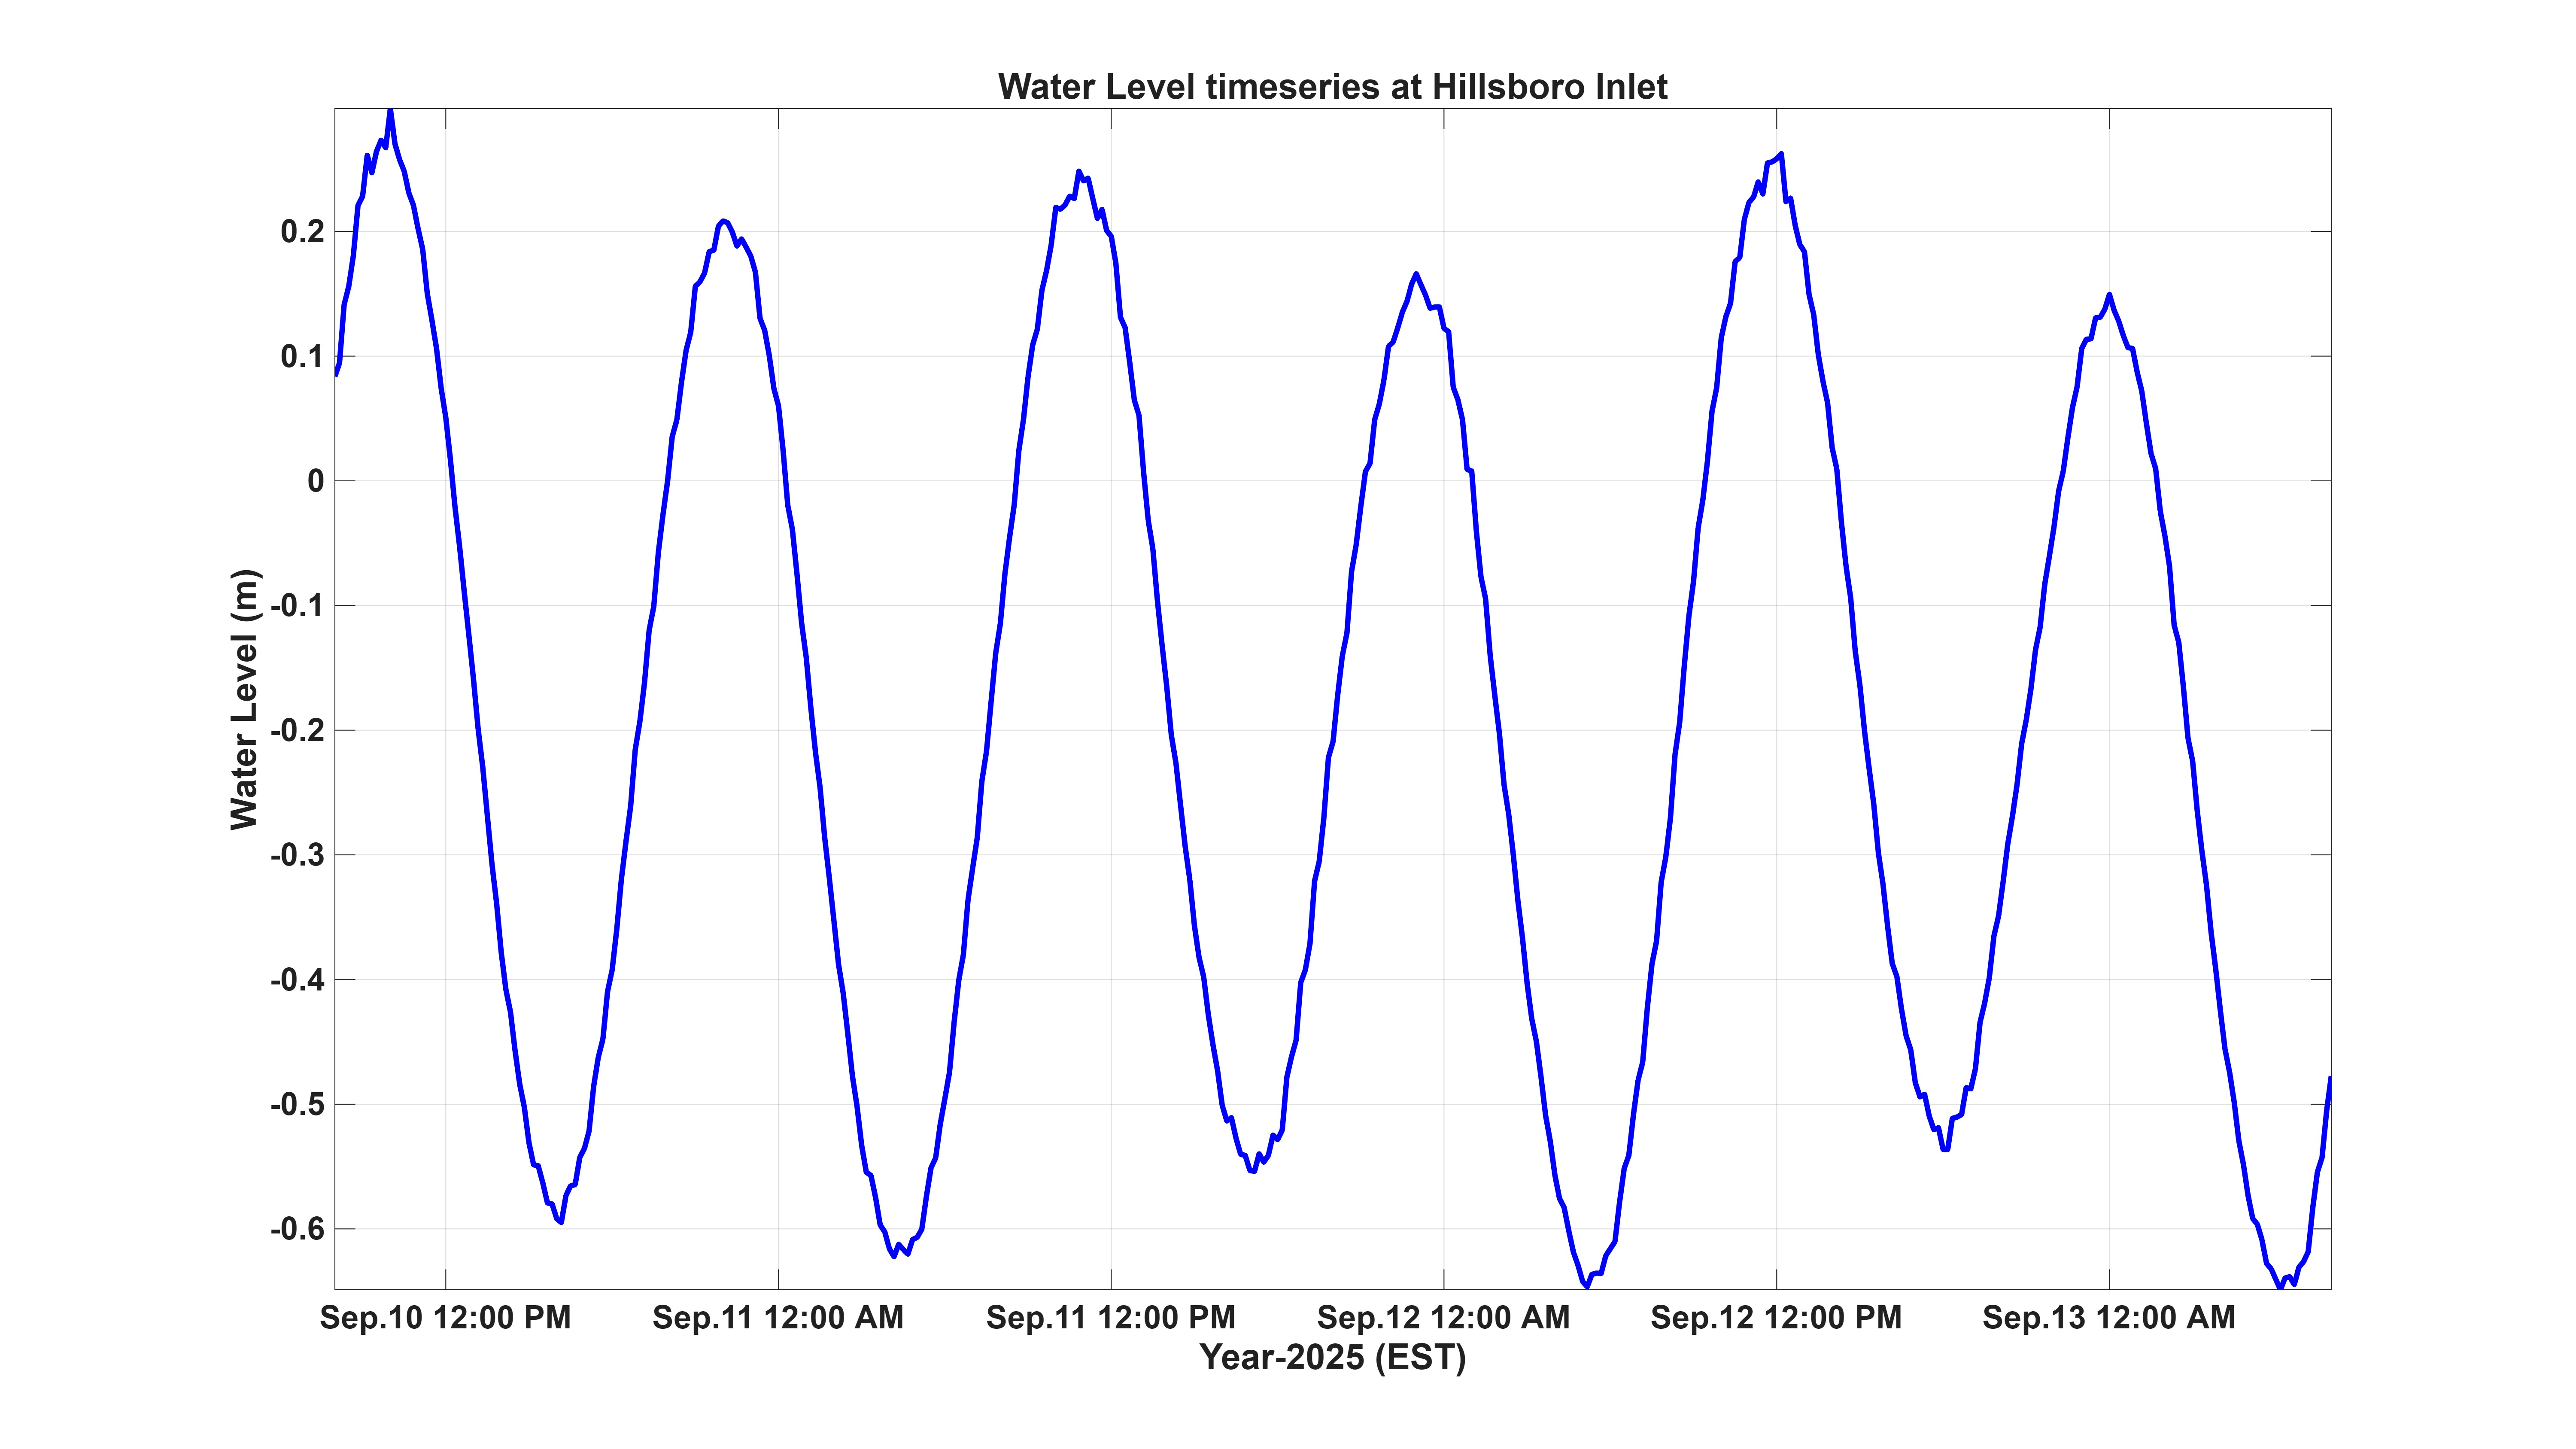 Water Level timeseries at Hillsboro Inlet
Water Level (m)
0.2
0.1
0
-0.1
-0.2
-0.3
-0.4
-0.5
-0.6
Sep.10 12:00 PM
Sep.11 12:00 AM
Sep.11 12:00 PM
Sep.12 12:00 AM
Sep.12 12:00 PM
Sep.13 12:00 AM
Year-2025 (EST)